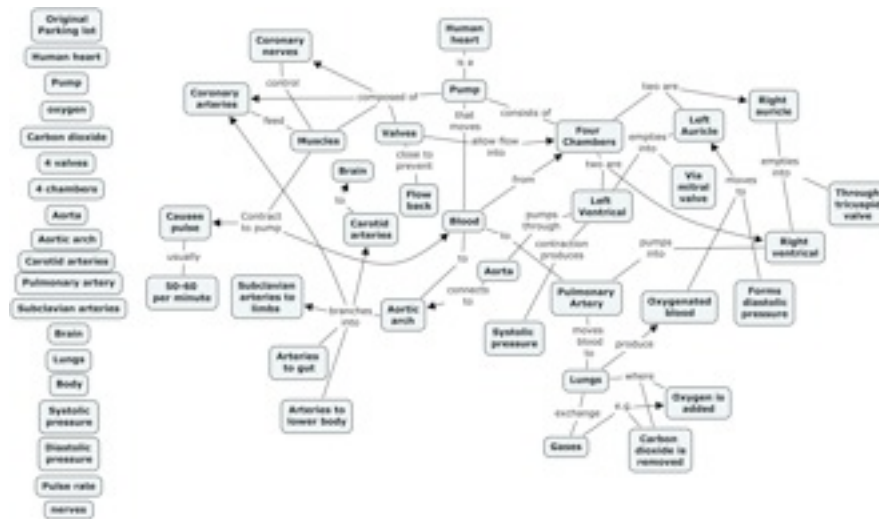 Original
Parking lot
Human heart
Pump
oxygen
Carbon dioxide
4 valves
4 chambers
Aorta
Aortic arch
Carotid arteries
Pulmonary artery
Subclavian arteries
Brain
Lungs
Body
Systolic
pressure
Diastolic
pressure
Pulse rate
nerves
Human
heart
is a
Pump
Coronary
nerves
control
composed of
Coronary
arteries
feed
Muscles
Valves
that
moves
consists of
allow flow
into
Four
Chambers
two are
Left
Auricle
Right
auricle
empties
into
Via
mitral
valve
empties
into
Through
tricuspid
valve
moves
to
close to
prevent
Flow
back
Brain
to
Carotid
arteries
Causes
pulse
Contract
to pump
usually
50-60
per minute
Blood
from
two are
Left
Ventrical
pumps
through
contraction
produces
Right
ventrical
pumps
into
to
to
Aorta
connects
to
Aortic
arch
branches
into
Subclavian
arteries to
limbs
Arteries
to gut
Arteries to
lower body
Systolic
pressure
Pulmonary
Artery
Oxygenated
blood
Forms
diastolic
pressure
moves
blood
to
produce
Lungs
where
exchange
e.g.
Oxygen is
added
Gases
Carbon
dioxide is
removed